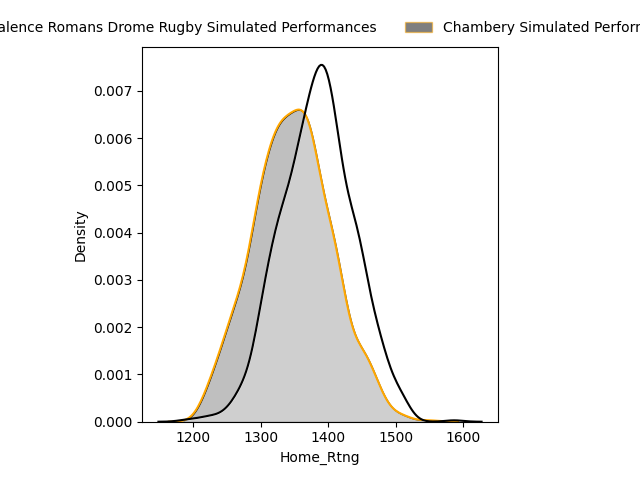 alence Romans Drome Rugby Simulated Performances
Chambery Simulated Perfor
0.007
0.006
0.005
0.004
0.003
0.002
0.001
0.000
Density
1200 1300 1400 1500 1600
Home_Rtng